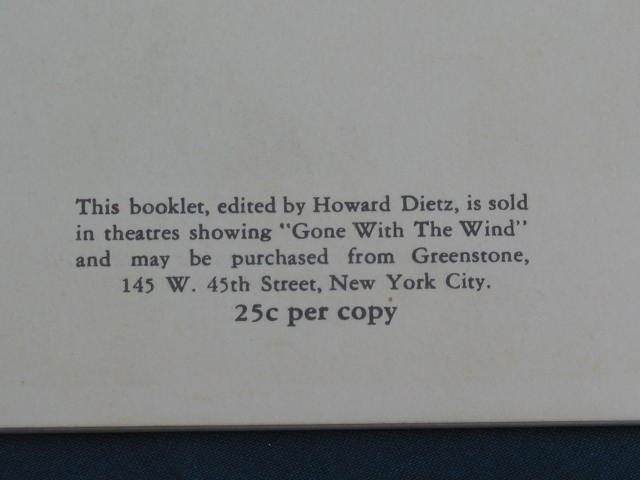 This booklet, edited by Howard Dietz, is sold
in theatres showing "Gone With The Wind"
and may be purchased from Greenstone,
145 W. 45th Street, New York City.
25c per copy